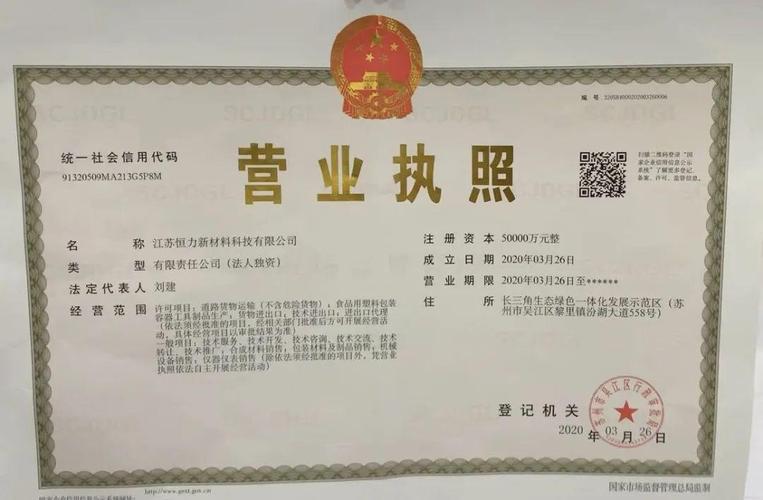 编 号 320584000202003260006
统一社会信用代码
91320509MA213G5P8M
营业执照
扫描二维码登录“国
家企业信用信息公示
系统”了解更多登记、
备案、许可、监管信息。
名 称 江苏恒力新材料科技有限公司
类 型 有限责任公司（法人独资）
法定代表人 刘建
经营范围 许可项目：道路货物运输（不含危险货物）；食品用塑料包装
容器工具制品生产；货物进出口；技术进出口；进出口代理
（依法须经批准的项目，经相关部门批准后方可开展经营活
动，具体经营项目以审批结果为准）
一般项目：技术服务、技术开发、技术咨询、技术交流、技术
转让、技术推广；合成材料销售；包装材料及制品销售；机械
设备销售；仪器仪表销售（除依法须经批准的项目外，凭营业
执照依法自主开展经营活动）
注册资本 50000万元整
成立日期 2020年03月26日
营业期限 2020年03月26日至******
住 所 长三角生态绿色一体化发展示范区（苏
州市吴江区黎里镇汾湖大道558号）
登记机关
苏州市吴江区行政审批局
2020 年 03 月 26 日
http://www.gsxt.gov.cn
国家市场监督管理总局监制